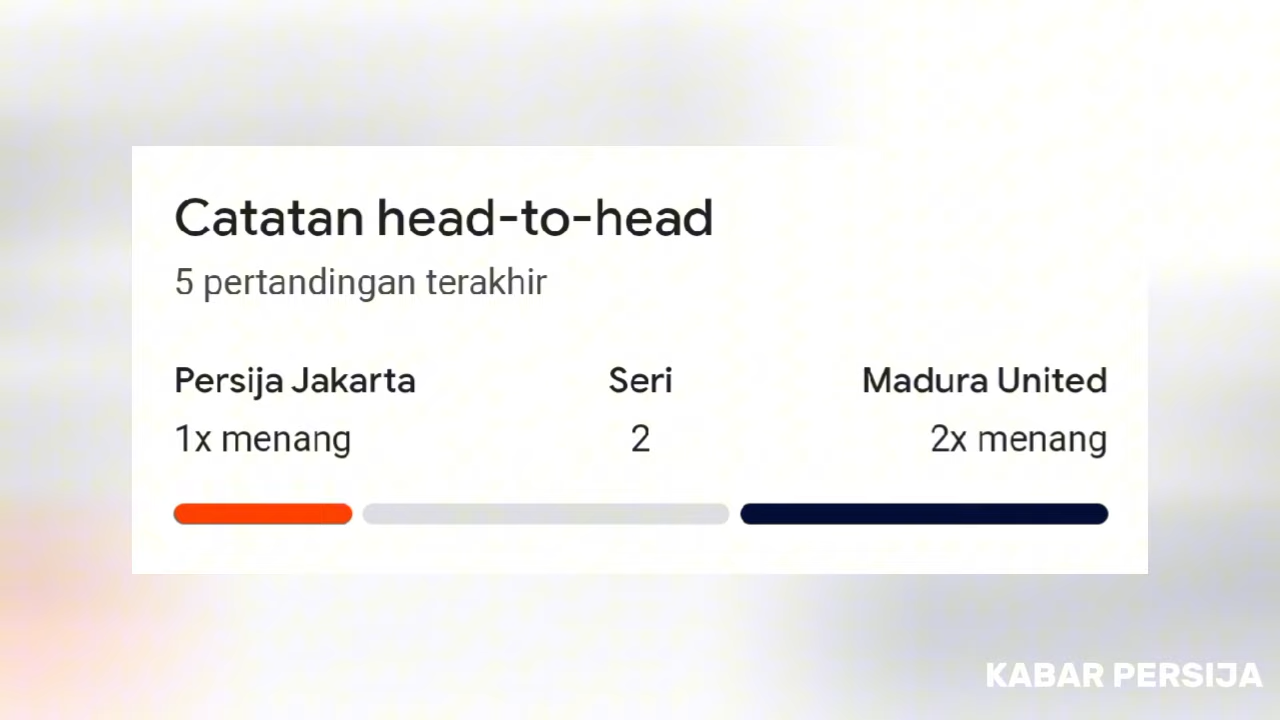 Catatan head-to-head
5 pertandingan terakhir
Persija Jakarta Seri Madura United
1x menang 2 2x menang
KABAR PERSIJA